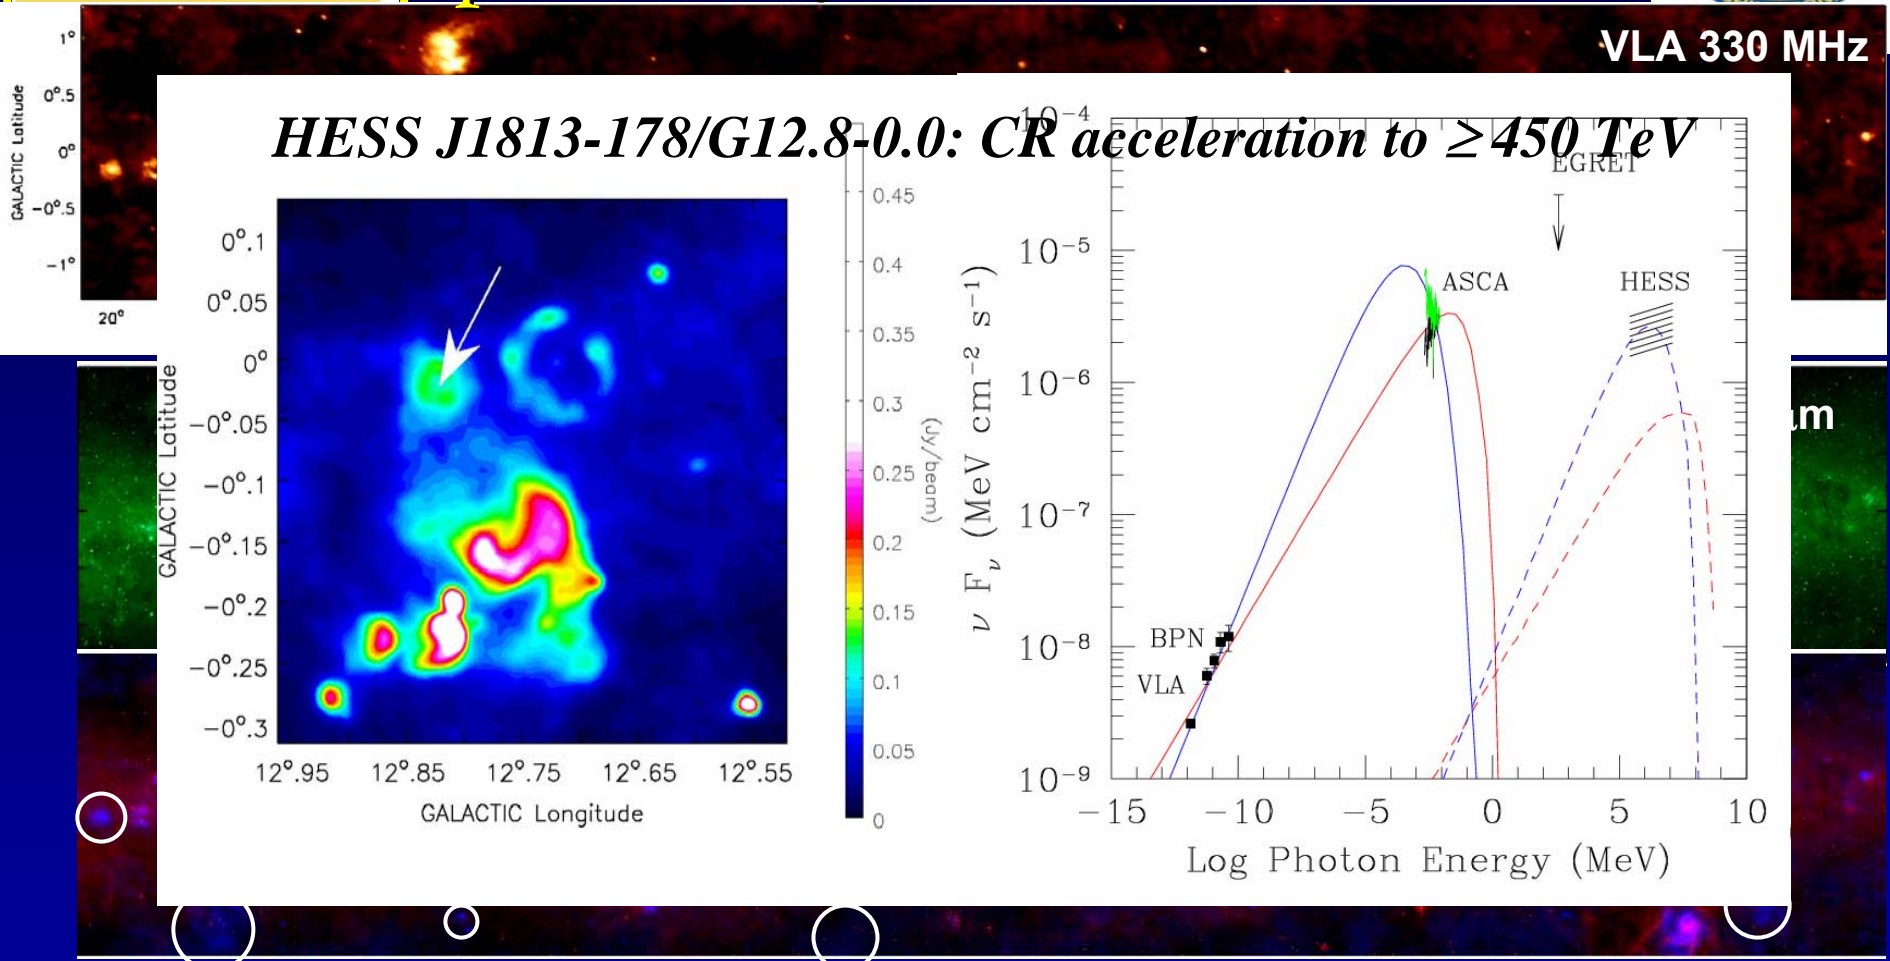 VLA 330 MHz
1°
0°.5
0°
−0°.5
−1°
GALACTIC Latitude
20°
HESS J1813-178/G12.8-0.0: CR acceleration to ≥ 450 TeV
0°.1
0°.05
0°
−0°.05
−0°.1
−0°.15
−0°.2
−0°.25
−0°.3
GALACTIC Latitude
12°.95 12°.85 12°.75 12°.65 12°.55
GALACTIC Longitude
0.45
0.4
0.35
0.3
0.25
0.2
0.15
0.1
0.05
0
(Jy/beam)
10⁻⁴
10⁻⁵
10⁻⁶
10⁻⁷
10⁻⁸
10⁻⁹
ν Fν (MeV cm⁻² s⁻¹)
EGRET
ASCA
HESS
BPN
VLA
−15 −10 −5 0 5 10
Log Photon Energy (MeV)
m